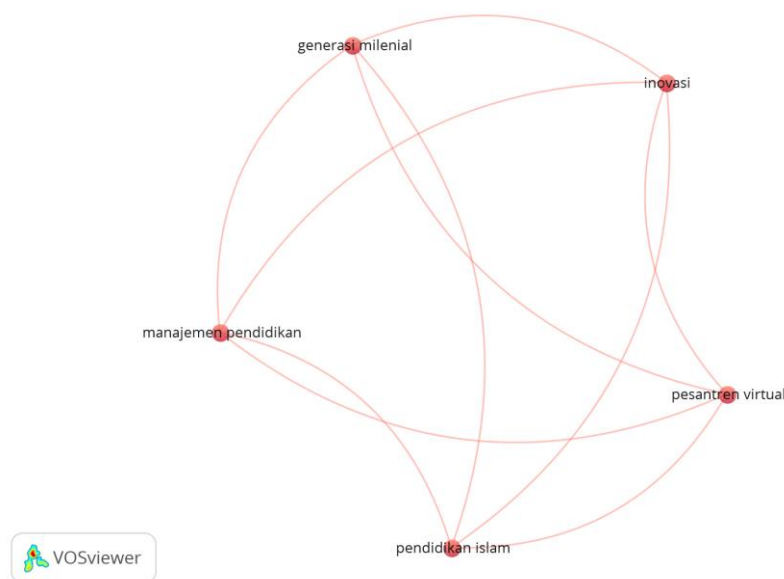 generasi milenial
inovasi
manajemen pendidikan
pesantren virtual
pendidikan islam
VOSviewer